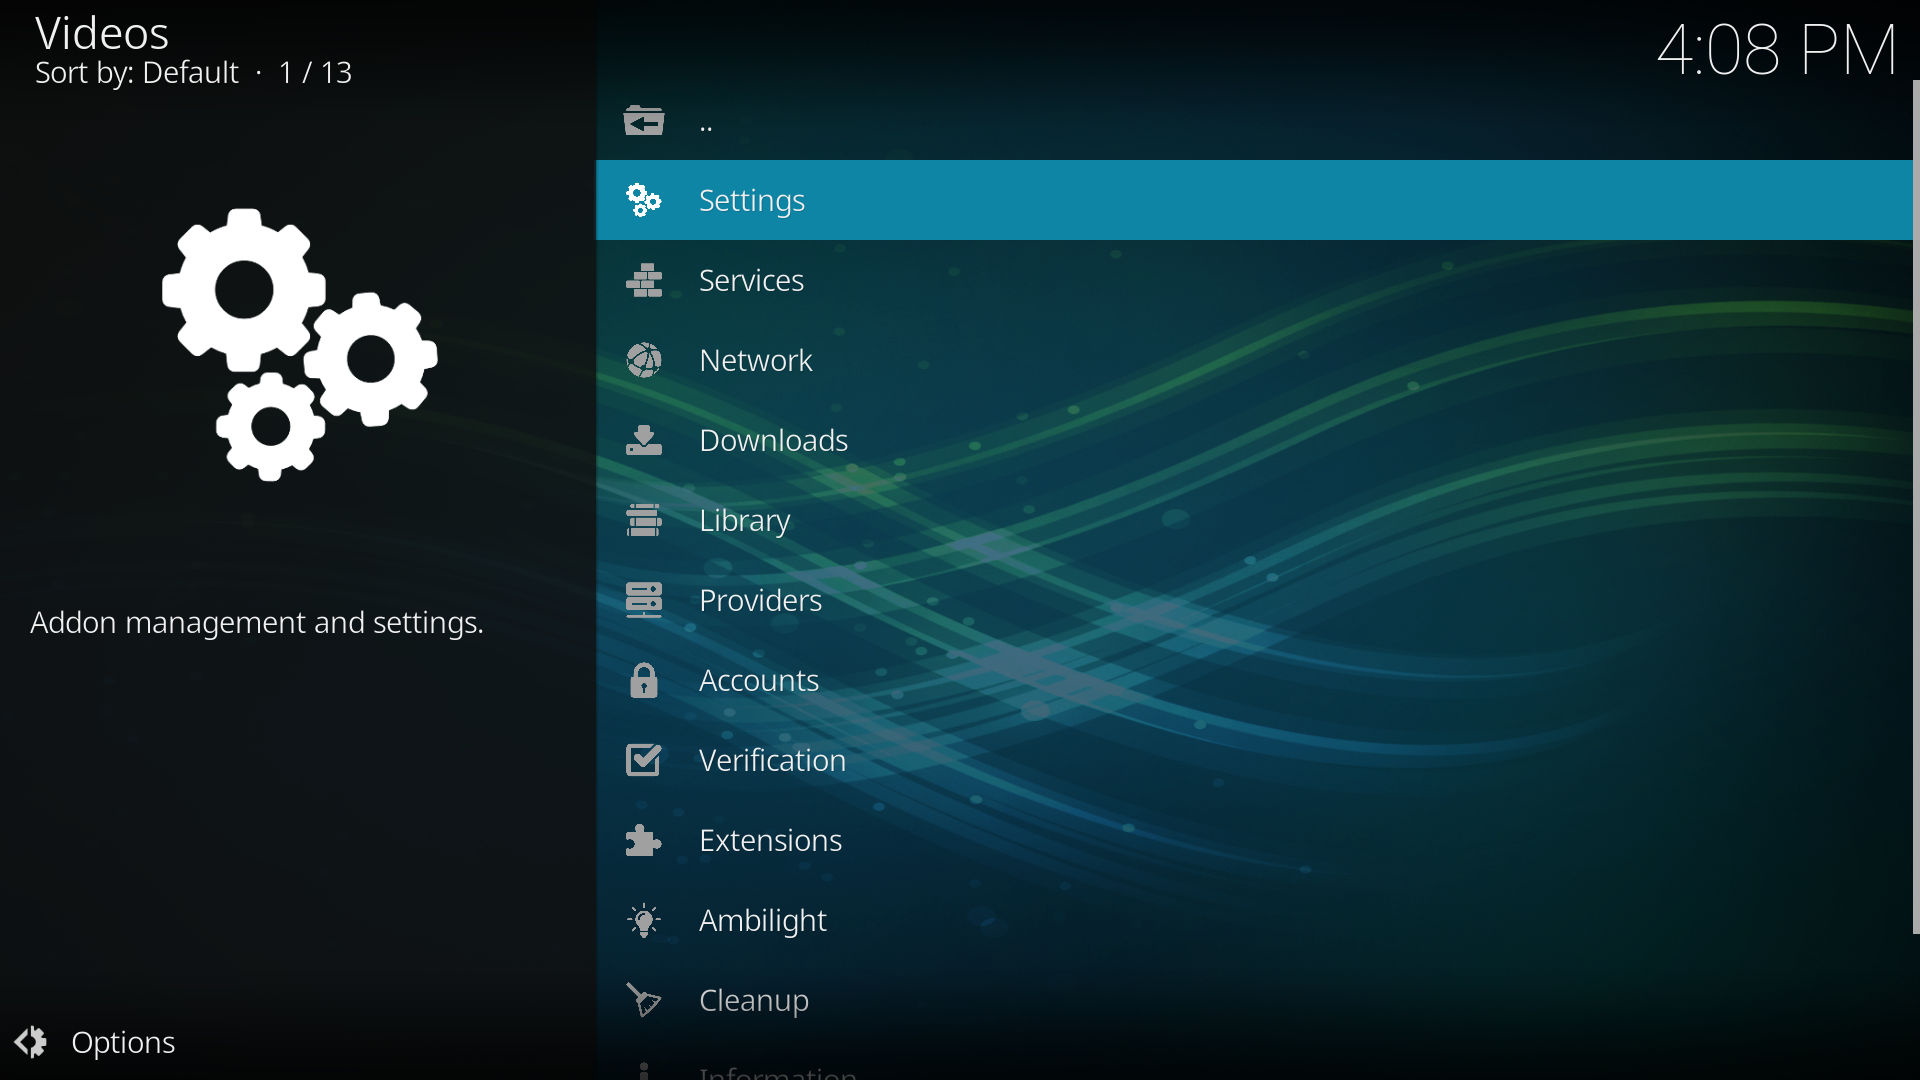 Videos
Sort by: Default · 1 / 13
4:08 PM
..
Settings
Services
Network
Downloads
Library
Providers
Addon management and settings.
Accounts
Verification
Extensions
Ambilight
Cleanup
Options
Information